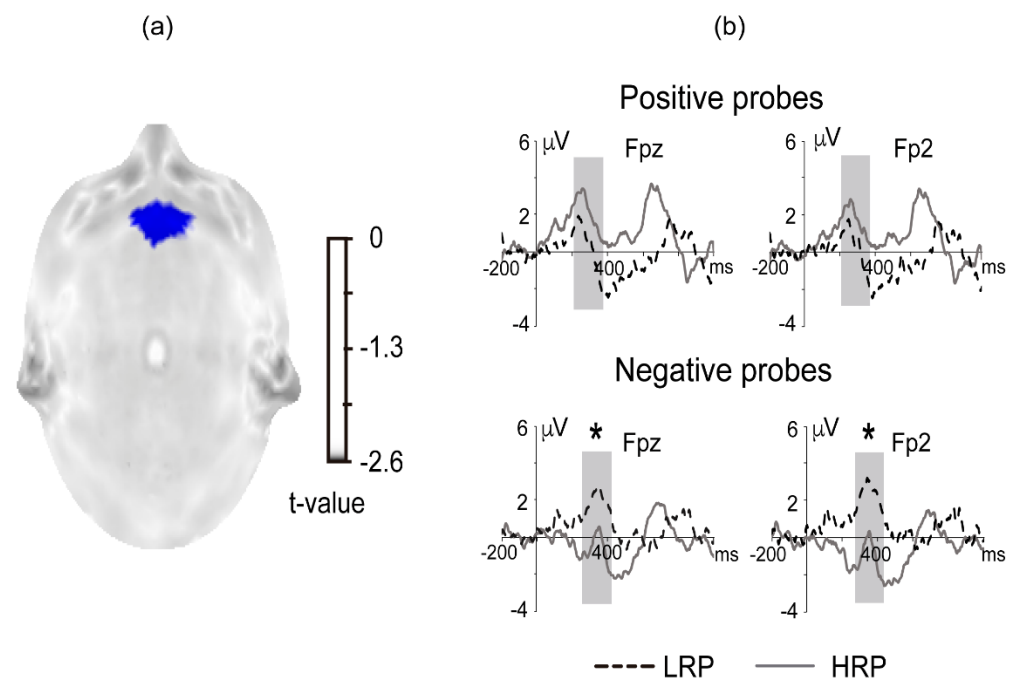 (a)
(b)
0
-1.3
-2.6
t-value
Positive probes
6
μV
Fpz
2
-200
400
ms
-4
6
μV
Fp2
2
-200
400
ms
-4
Negative probes
6
μV
*
Fpz
2
-200
400
ms
-4
6
μV
*
Fp2
2
-200
400
ms
-4
LRP
HRP